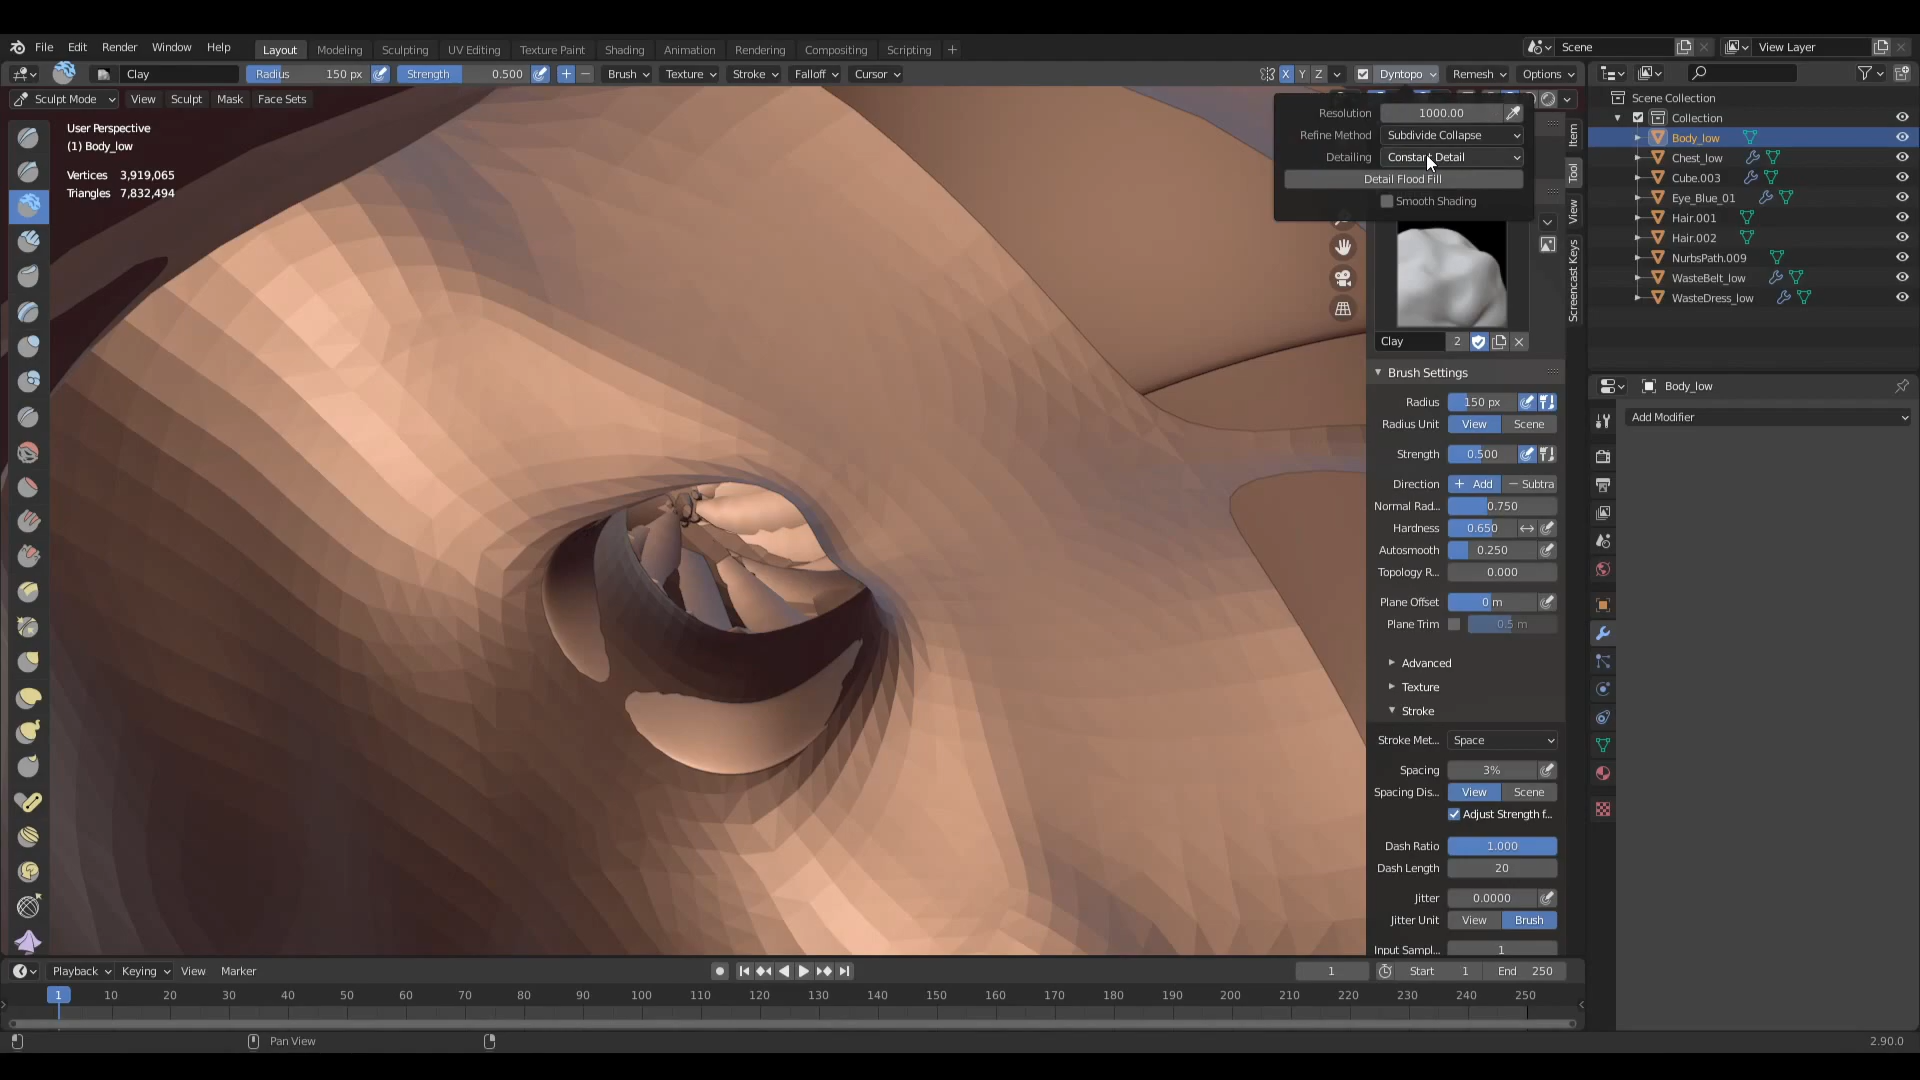 File Edit Render Window Help Layout Modeling Sculpting UV Editing Texture Paint Shading Animation Rendering Compositing Scripting + Scene View Layer
Clay Radius 150 px Strength 0.500 + − Brush Texture Stroke Falloff Cursor X Y Z Dyntopo Remesh Options
Sculpt Mode View Sculpt Mask Face Sets
User Perspective
(1) Body_low
Vertices 3,919,065
Triangles 7,832,494
Resolution 1000.00
Refine Method Subdivide Collapse
Detailing Constant Detail
Detail Flood Fill
Smooth Shading
Item
Tool
View
Screencast Keys
Clay 2
Brush Settings
Radius 150 px
Radius Unit View Scene
Strength 0.500
Direction + Add − Subtra
Normal Rad... 0.750
Hardness 0.650
Autosmooth 0.250
Topology R... 0.000
Plane Offset 0 m
Plane Trim 0.5 m
Advanced
Texture
Stroke
Stroke Met... Space
Spacing 3%
Spacing Dis... View Scene
Adjust Strength f...
Dash Ratio 1.000
Dash Length 20
Jitter 0.0000
Jitter Unit View Brush
Input Sampl... 1
Scene Collection
Collection
Body_low
Chest_low
Cube.003
Eye_Blue_01
Hair.001
Hair.002
NurbsPath.009
WasteBelt_low
WasteDress_low
Body_low
Add Modifier
Playback Keying View Marker 1 Start 1 End 250
1 10 20 30 40 50 60 70 80 90 100 110 120 130 140 150 160 170 180 190 200 210 220 230 240 250
Pan View 2.90.0